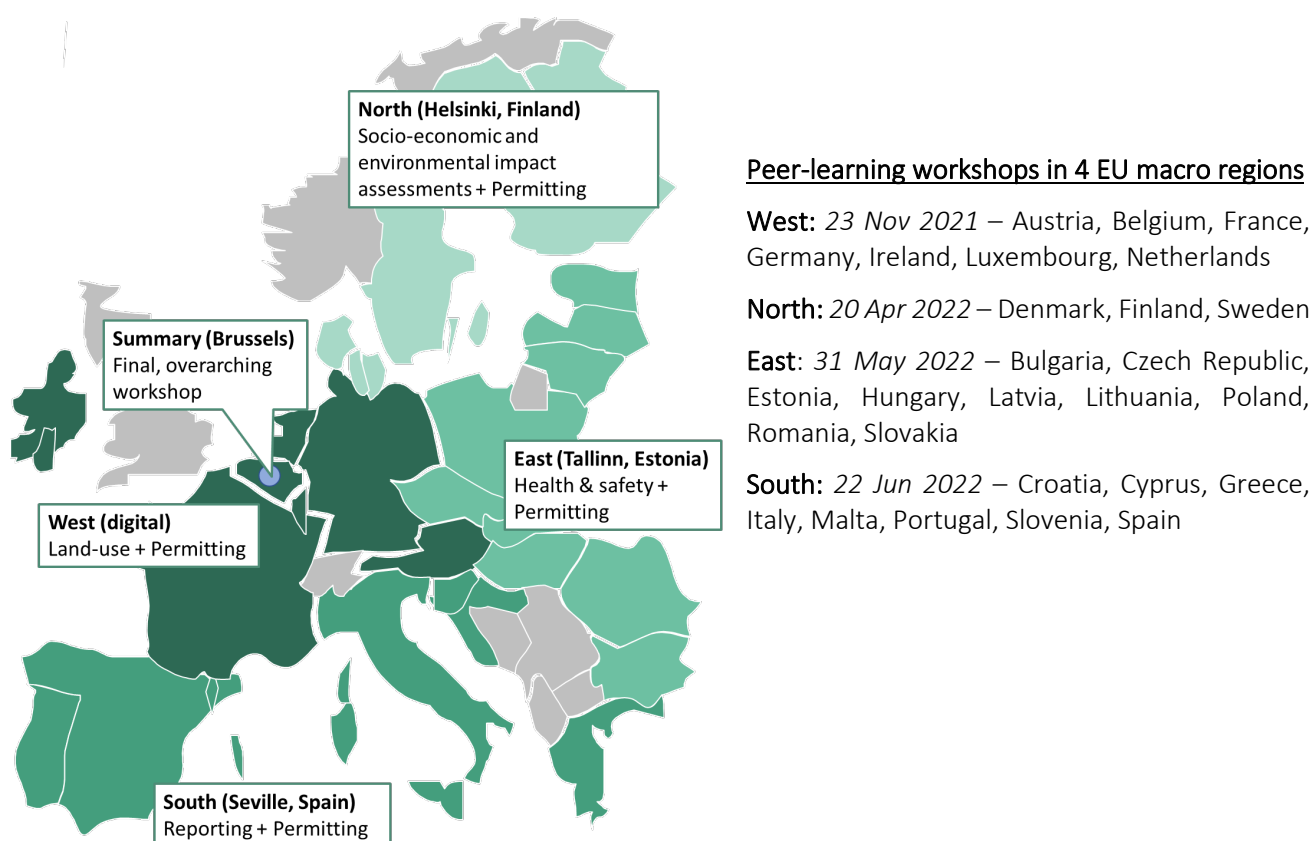 North (Helsinki, Finland)
Socio-economic and
environmental impact
assessments + Permitting
Summary (Brussels)
Final, overarching
workshop
East (Tallinn, Estonia)
Health & safety +
Permitting
West (digital)
Land-use + Permitting
South (Seville, Spain)
Reporting + Permitting
Peer-learning workshops in 4 EU macro regions
West: 23 Nov 2021 – Austria, Belgium, France,
Germany, Ireland, Luxembourg, Netherlands
North: 20 Apr 2022 – Denmark, Finland, Sweden
East: 31 May 2022 – Bulgaria, Czech Republic,
Estonia, Hungary, Latvia, Lithuania, Poland,
Romania, Slovakia
South: 22 Jun 2022 – Croatia, Cyprus, Greece,
Italy, Malta, Portugal, Slovenia, Spain